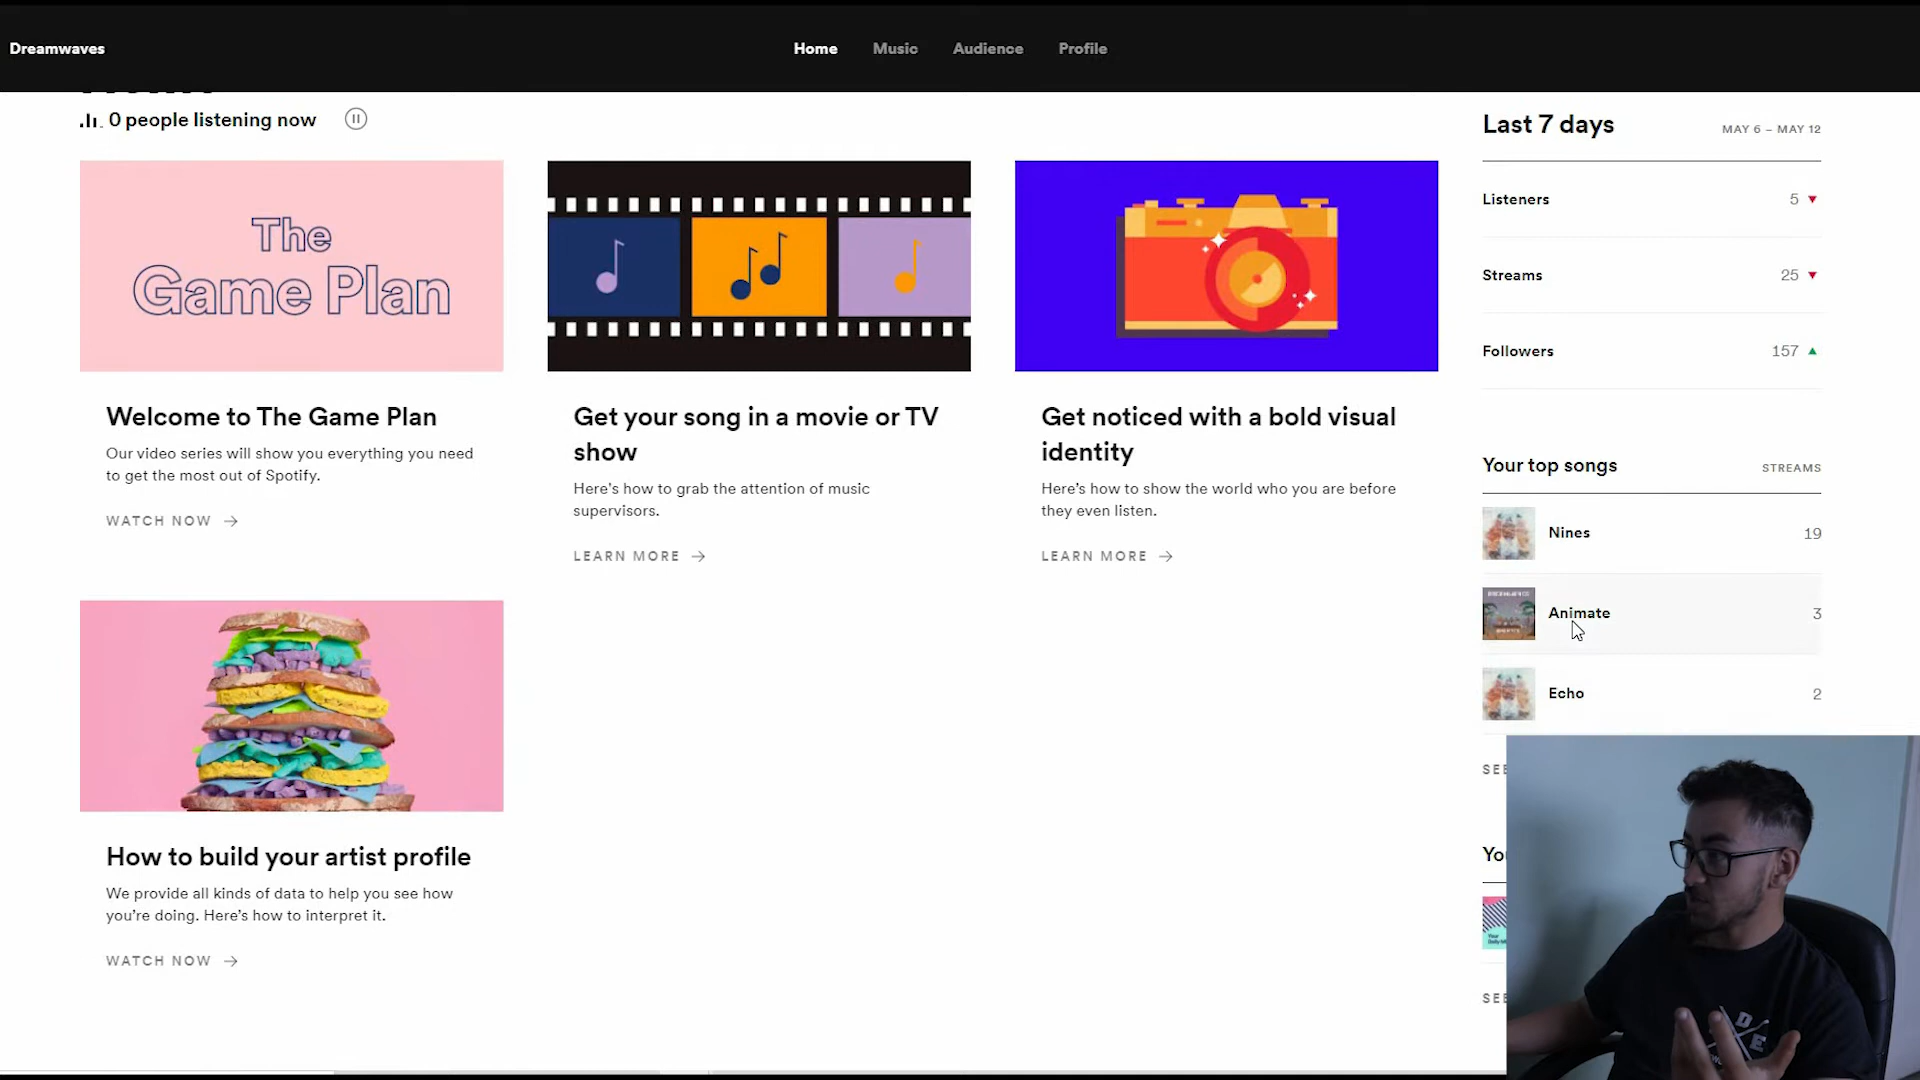 Dreamwaves
Home Music Audience Profile
0 people listening now
The
Game Plan
Welcome to The Game Plan
Our video series will show you everything you need
to get the most out of Spotify.
WATCH NOW
Get your song in a movie or TV
show
Here's how to grab the attention of music
supervisors.
LEARN MORE
Get noticed with a bold visual
identity
Here’s how to show the world who you are before
they even listen.
LEARN MORE
How to build your artist profile
We provide all kinds of data to help you see how
you’re doing. Here’s how to interpret it.
WATCH NOW
Last 7 days MAY 6 – MAY 12
Listeners 5
Streams 25
Followers 157
Your top songs STREAMS
Nines 19
Animate 3
Echo 2